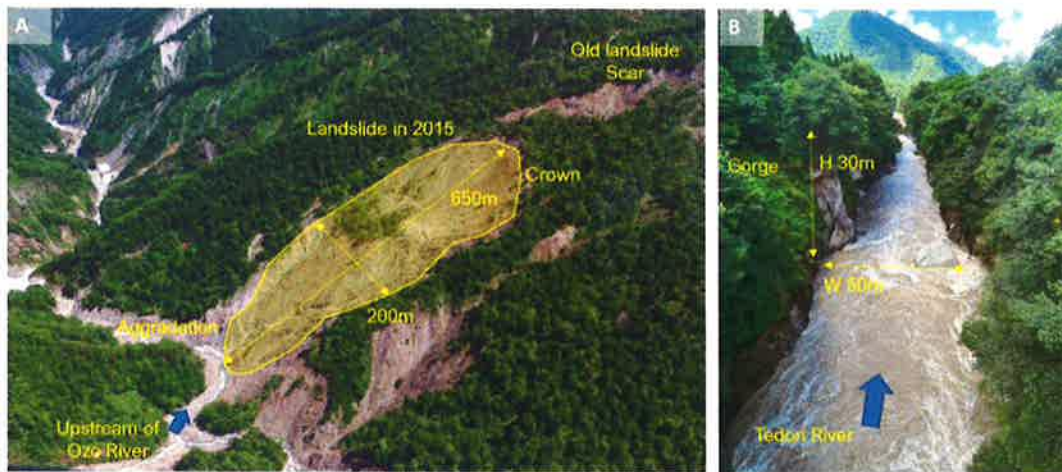 A
Old landslide
Scar
Landslide in 2015
Crown
650m
200m
Aggradation
Upstream of
Ozo River
B
Gorge
H 30m
W 50m
Tedori River